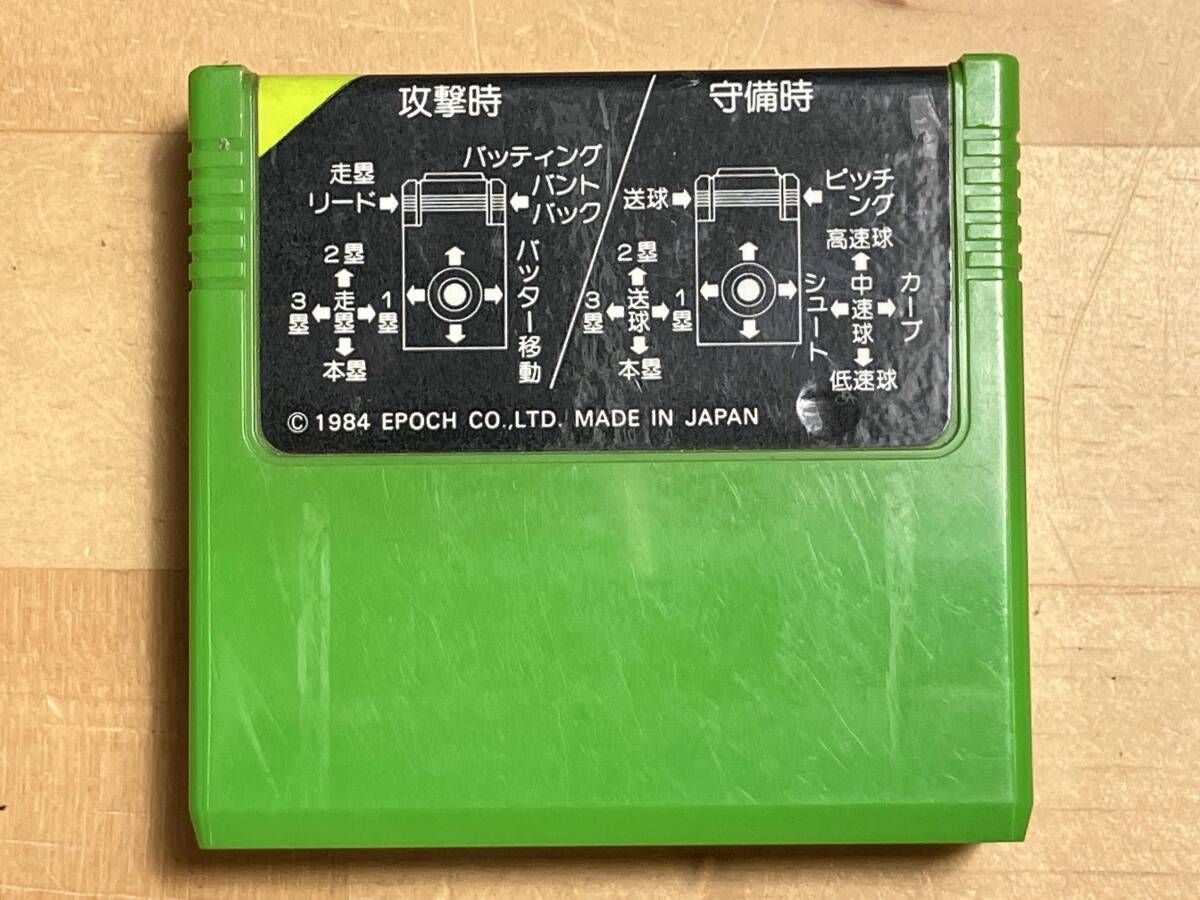 攻撃時
走塁
リード
バッティング
バント
バック
2塁
3塁
走塁
1塁
本塁
バッター移動
守備時
送球
ピッチ
ング
2塁
3塁
送球
1塁
本塁
高速球
シュート
中速球
カーブ
低速球
© 1984 EPOCH CO.,LTD. MADE IN JAPAN